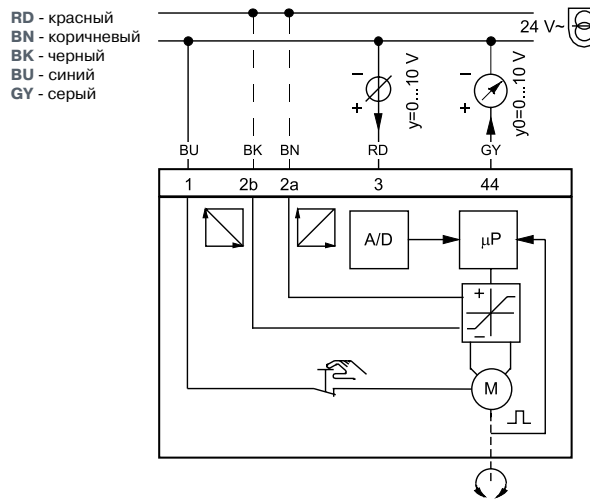 RD - красный
BN - коричневый
BK - черный
BU - синий
GY - серый
24 V~
y=0...10 V
y0=0...10 V
− −
+ +
BU BK BN RD GY
1 2b 2a 3 44
A/D µP
+
−
M